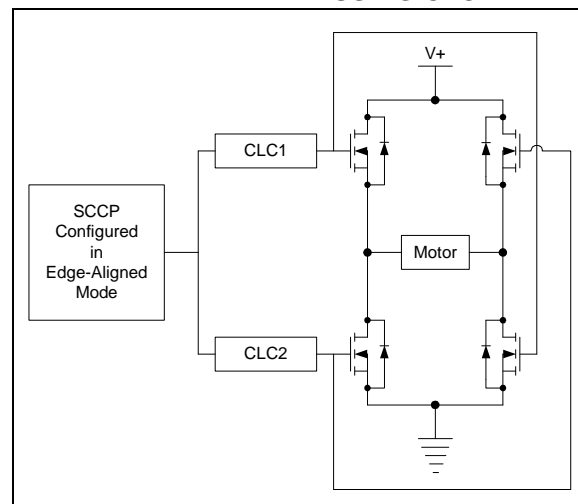 V+
CLC1
SCCP
Configured
in
Edge-Aligned
Mode
Motor
CLC2